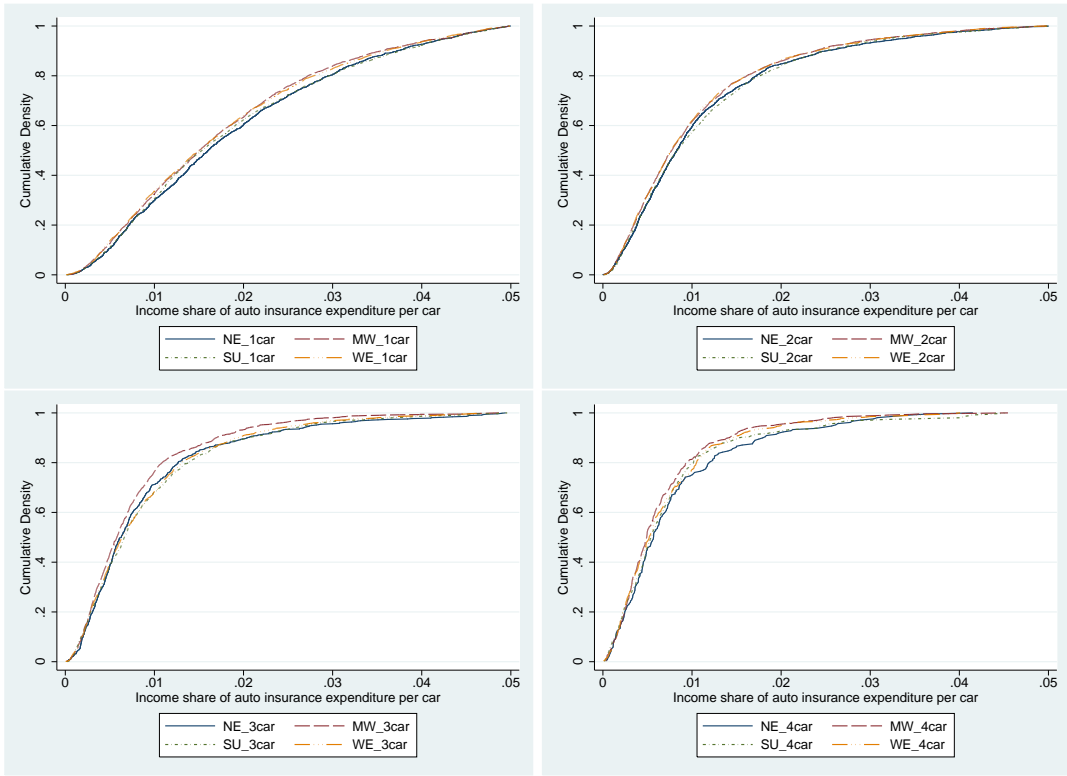 Cumulative Density
1
.8
.6
.4
.2
0
0 .01 .02 .03 .04 .05
Income share of auto insurance expenditure per car
NE_1car MW_1car
SU_1car WE_1car
Cumulative Density
1
.8
.6
.4
.2
0
0 .01 .02 .03 .04 .05
Income share of auto insurance expenditure per car
NE_2car MW_2car
SU_2car WE_2car
Cumulative Density
1
.8
.6
.4
.2
0
0 .01 .02 .03 .04 .05
Income share of auto insurance expenditure per car
NE_3car MW_3car
SU_3car WE_3car
Cumulative Density
1
.8
.6
.4
.2
0
0 .01 .02 .03 .04 .05
Income share of auto insurance expenditure per car
NE_4car MW_4car
SU_4car WE_4car